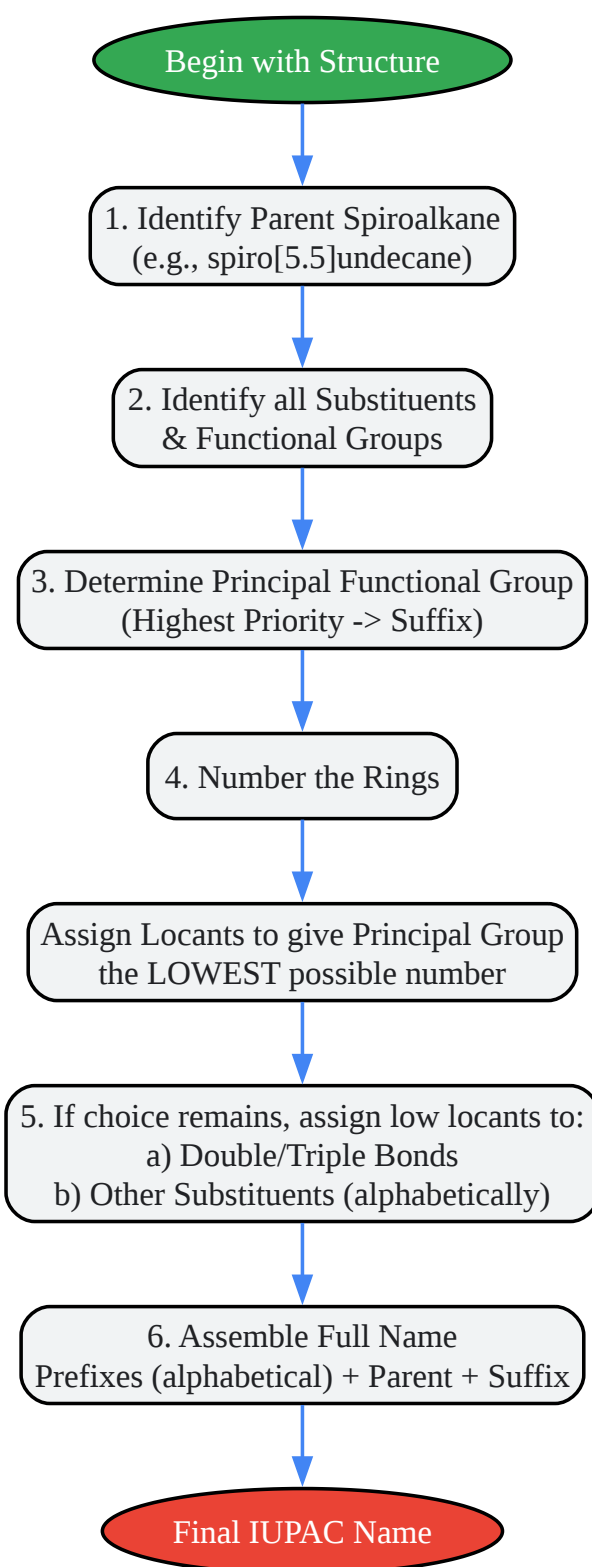 Begin with Structure
1. Identify Parent Spiroalkane
(e.g., spiro[5.5]undecane)
2. Identify all Substituents
& Functional Groups
3. Determine Principal Functional Group
(Highest Priority -> Suffix)
4. Number the Rings
Assign Locants to give Principal Group
the LOWEST possible number
5. If choice remains, assign low locants to:
a) Double/Triple Bonds
b) Other Substituents (alphabetically)
6. Assemble Full Name
Prefixes (alphabetical) + Parent + Suffix
Final IUPAC Name